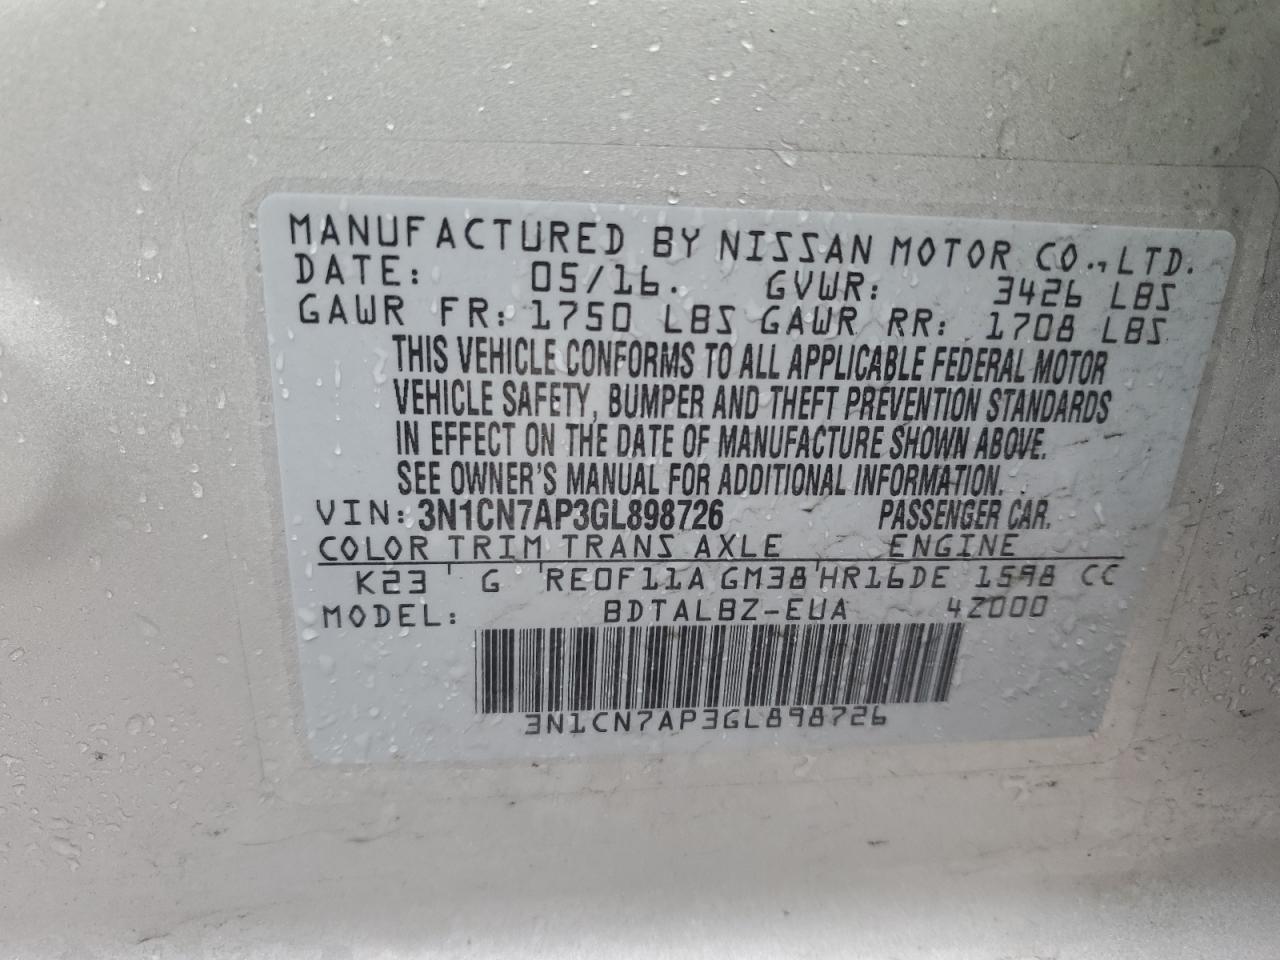 MANUFACTURED BY NISSAN MOTOR CO.,LTD.
DATE: 05/16. GVWR: 3426 LBS
GAWR FR: 1750 LBS GAWR RR: 1708 LBS
THIS VEHICLE CONFORMS TO ALL APPLICABLE FEDERAL MOTOR
VEHICLE SAFETY, BUMPER AND THEFT PREVENTION STANDARDS
IN EFFECT ON THE DATE OF MANUFACTURE SHOWN ABOVE.
SEE OWNER'S MANUAL FOR ADDITIONAL INFORMATION.
VIN: 3N1CN7AP3GL898726 PASSENGER CAR.
COLOR TRIM TRANS AXLE ENGINE
K23 G RE0F11A GM38 HR16DE 1598 CC
MODEL: BDTALBZ-EUA 4Z000
3N1CN7AP3GL898726